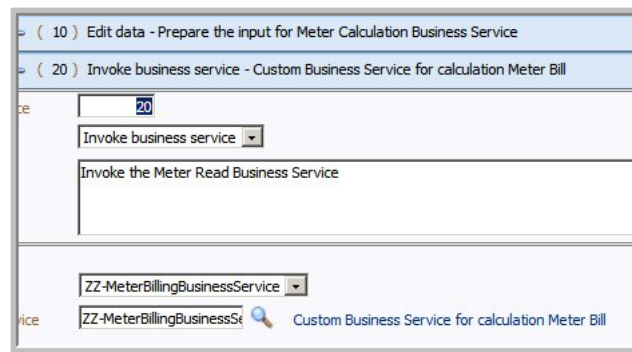 ( 10 ) Edit data - Prepare the input for Meter Calculation Business Service
( 20 ) Invoke business service - Custom Business Service for calculation Meter Bill
20
Invoke business service
Invoke the Meter Read Business Service
ZZ-MeterBillingBusinessService
ZZ-MeterBillingBusinessSe Custom Business Service for calculation Meter Bill